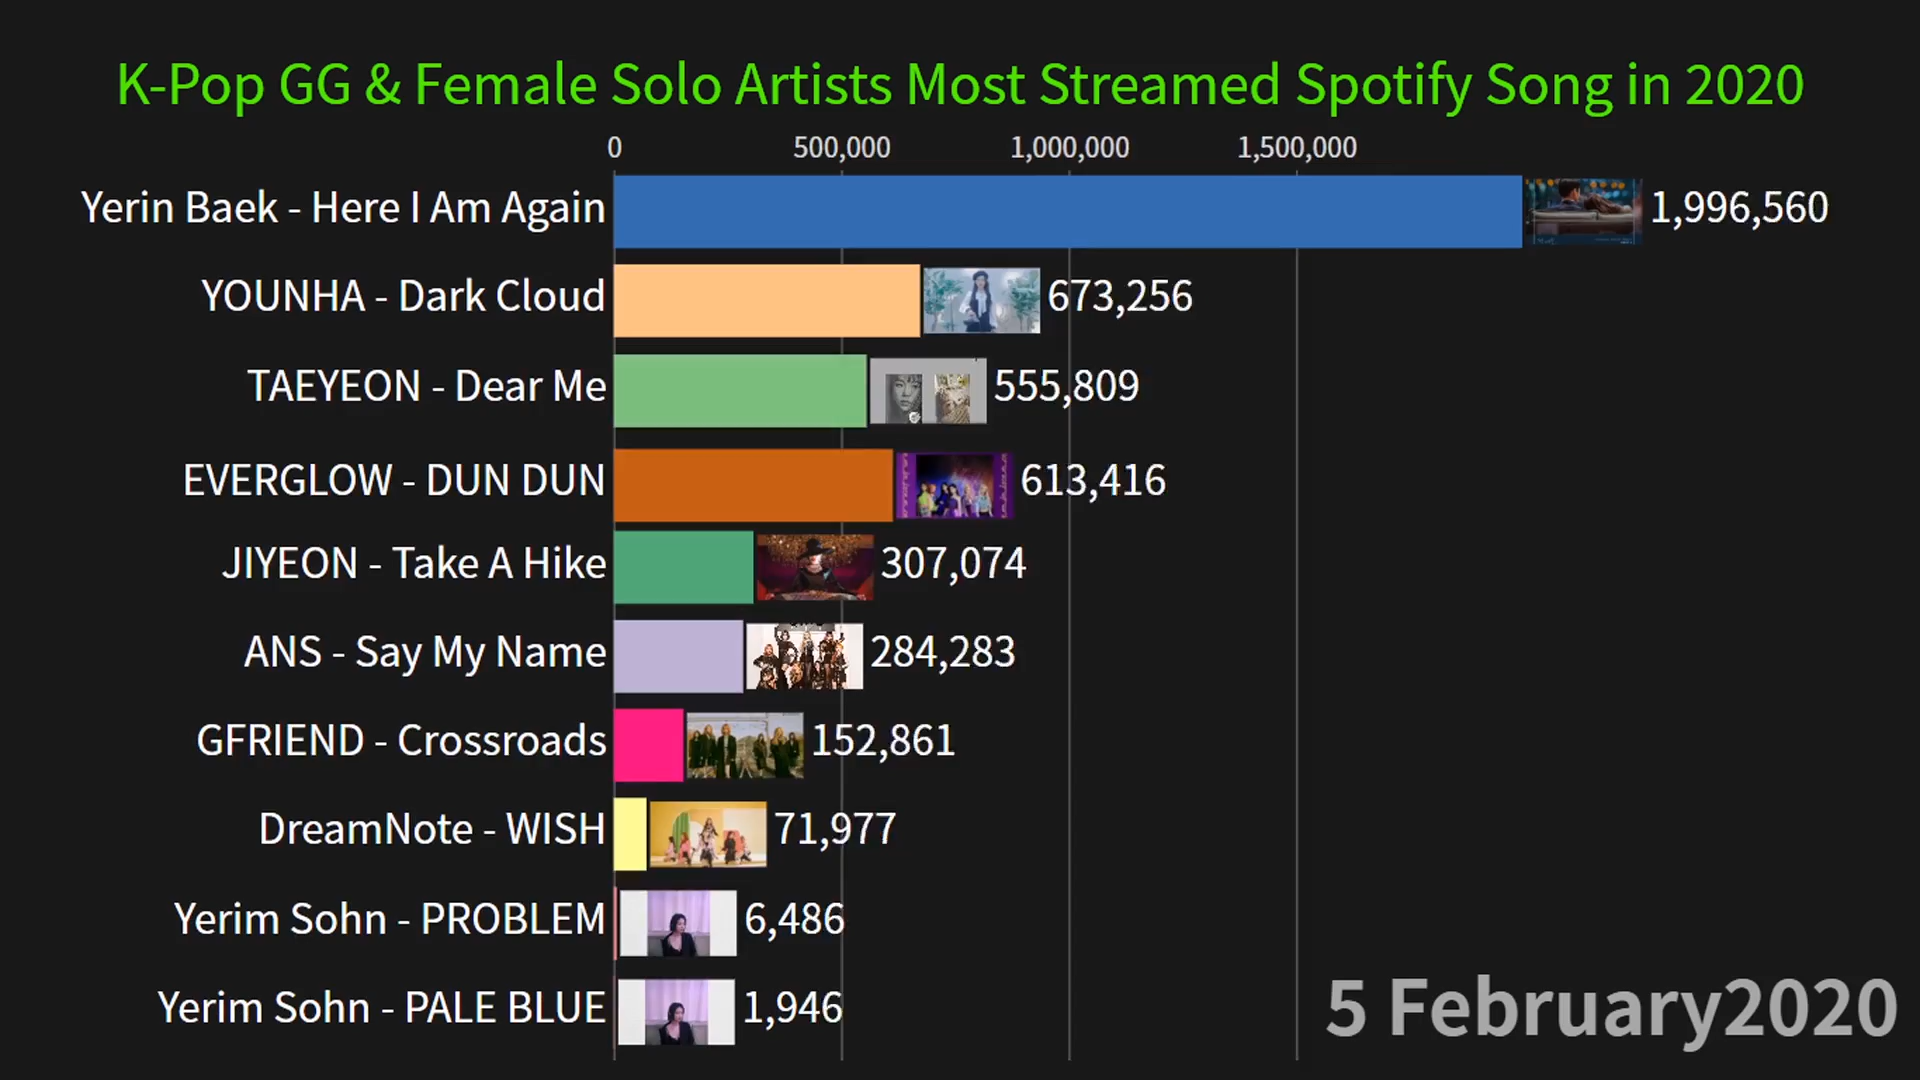 K-Pop GG & Female Solo Artists Most Streamed Spotify Song in 2020
0 500,000 1,000,000 1,500,000
Yerin Baek - Here I Am Again 1,996,560
YOUNHA - Dark Cloud 673,256
TAEYEON - Dear Me 555,809
EVERGLOW - DUN DUN 613,416
JIYEON - Take A Hike 307,074
ANS - Say My Name 284,283
GFRIEND - Crossroads 152,861
DreamNote - WISH 71,977
Yerim Sohn - PROBLEM 6,486
Yerim Sohn - PALE BLUE 1,946
5 February2020